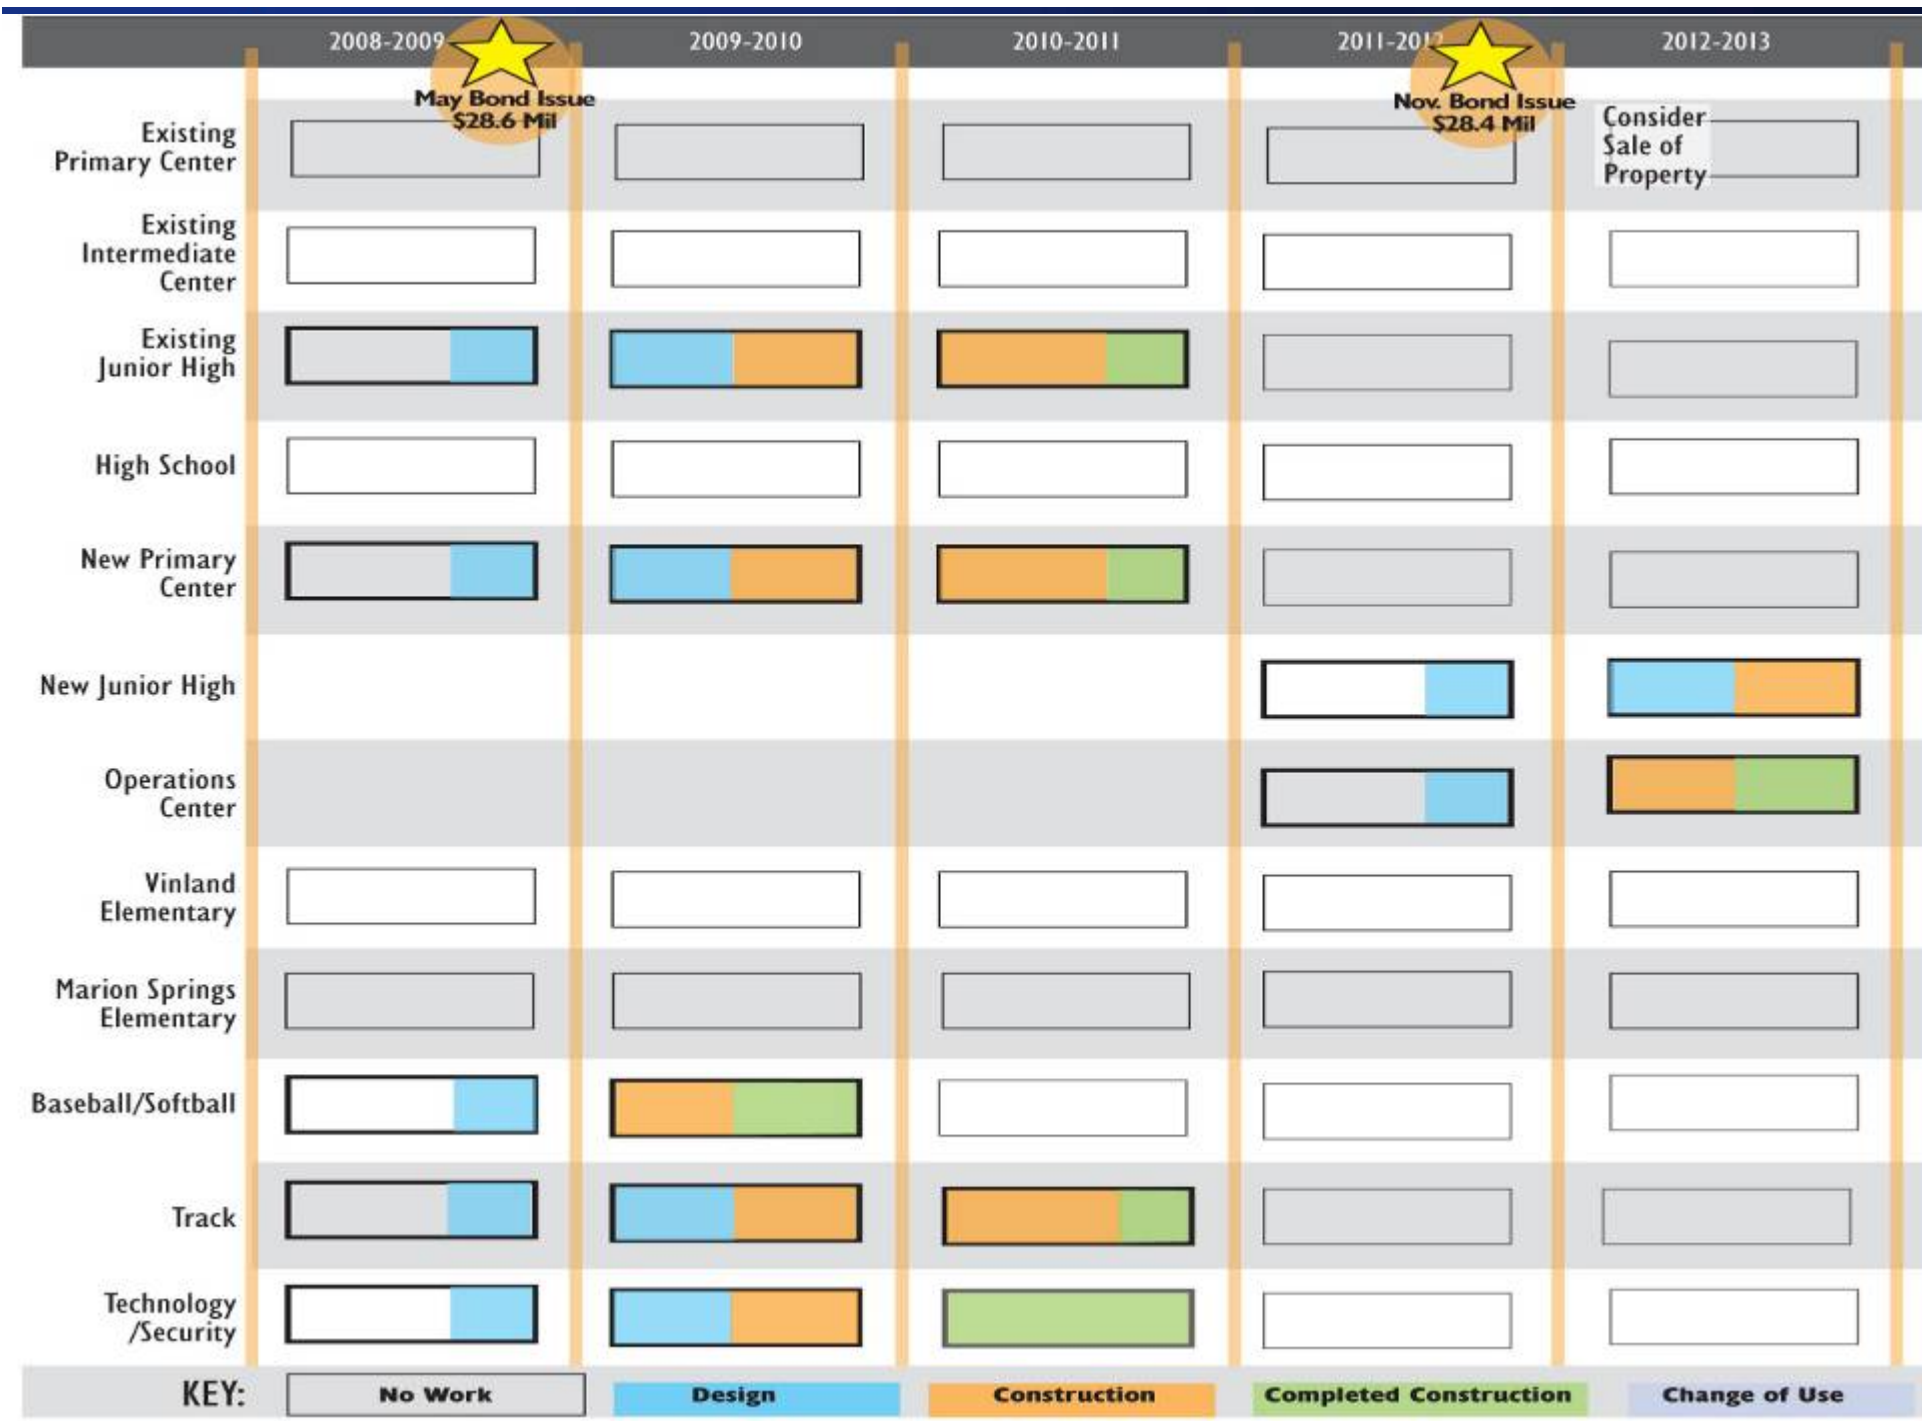 2008-2009
2009-2010
2010-2011
2011-2012
2012-2013
May Bond Issue
$28.6 Mil
Nov. Bond Issue
$28.4 Mil
Existing
Primary Center
Consider
Sale of
Property
Existing
Intermediate
Center
Existing
Junior High
High School
New Primary
Center
New Junior High
Operations
Center
Vinland
Elementary
Marion Springs
Elementary
Baseball/Softball
Track
Technology
/Security
KEY:
No Work
Design
Construction
Completed Construction
Change of Use